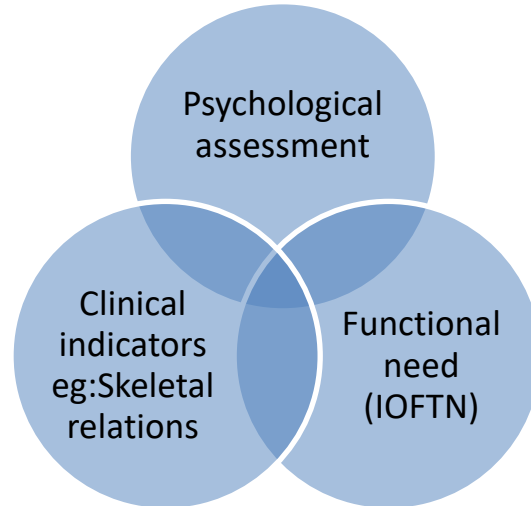 Psychological
assessment
Clinical
indicators
eg:Skeletal
relations
Functional
need
(IOFTN)